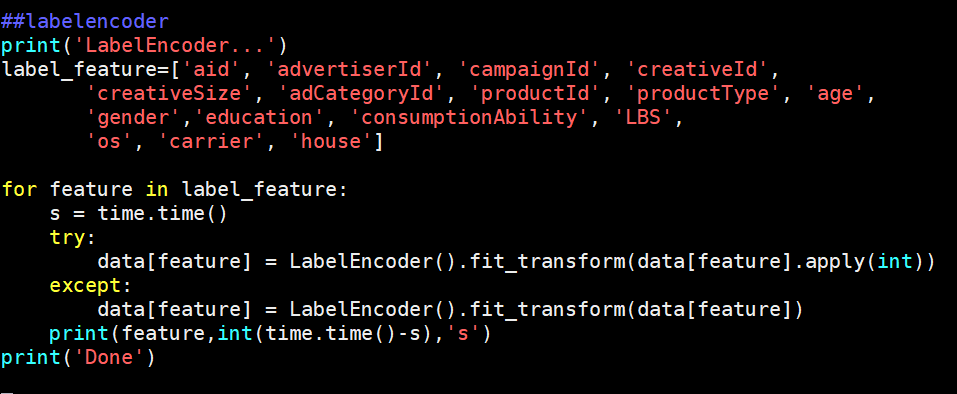 ##labelencoder
print('LabelEncoder...')
label_feature=['aid', 'advertiserId', 'campaignId', 'creativeId',
       'creativeSize', 'adCategoryId', 'productId', 'productType', 'age',
       'gender','education', 'consumptionAbility', 'LBS',
       'os', 'carrier', 'house']

for feature in label_feature:
    s = time.time()
    try:
        data[feature] = LabelEncoder().fit_transform(data[feature].apply(int))
    except:
        data[feature] = LabelEncoder().fit_transform(data[feature])
    print(feature,int(time.time()-s),'s')
print('Done')